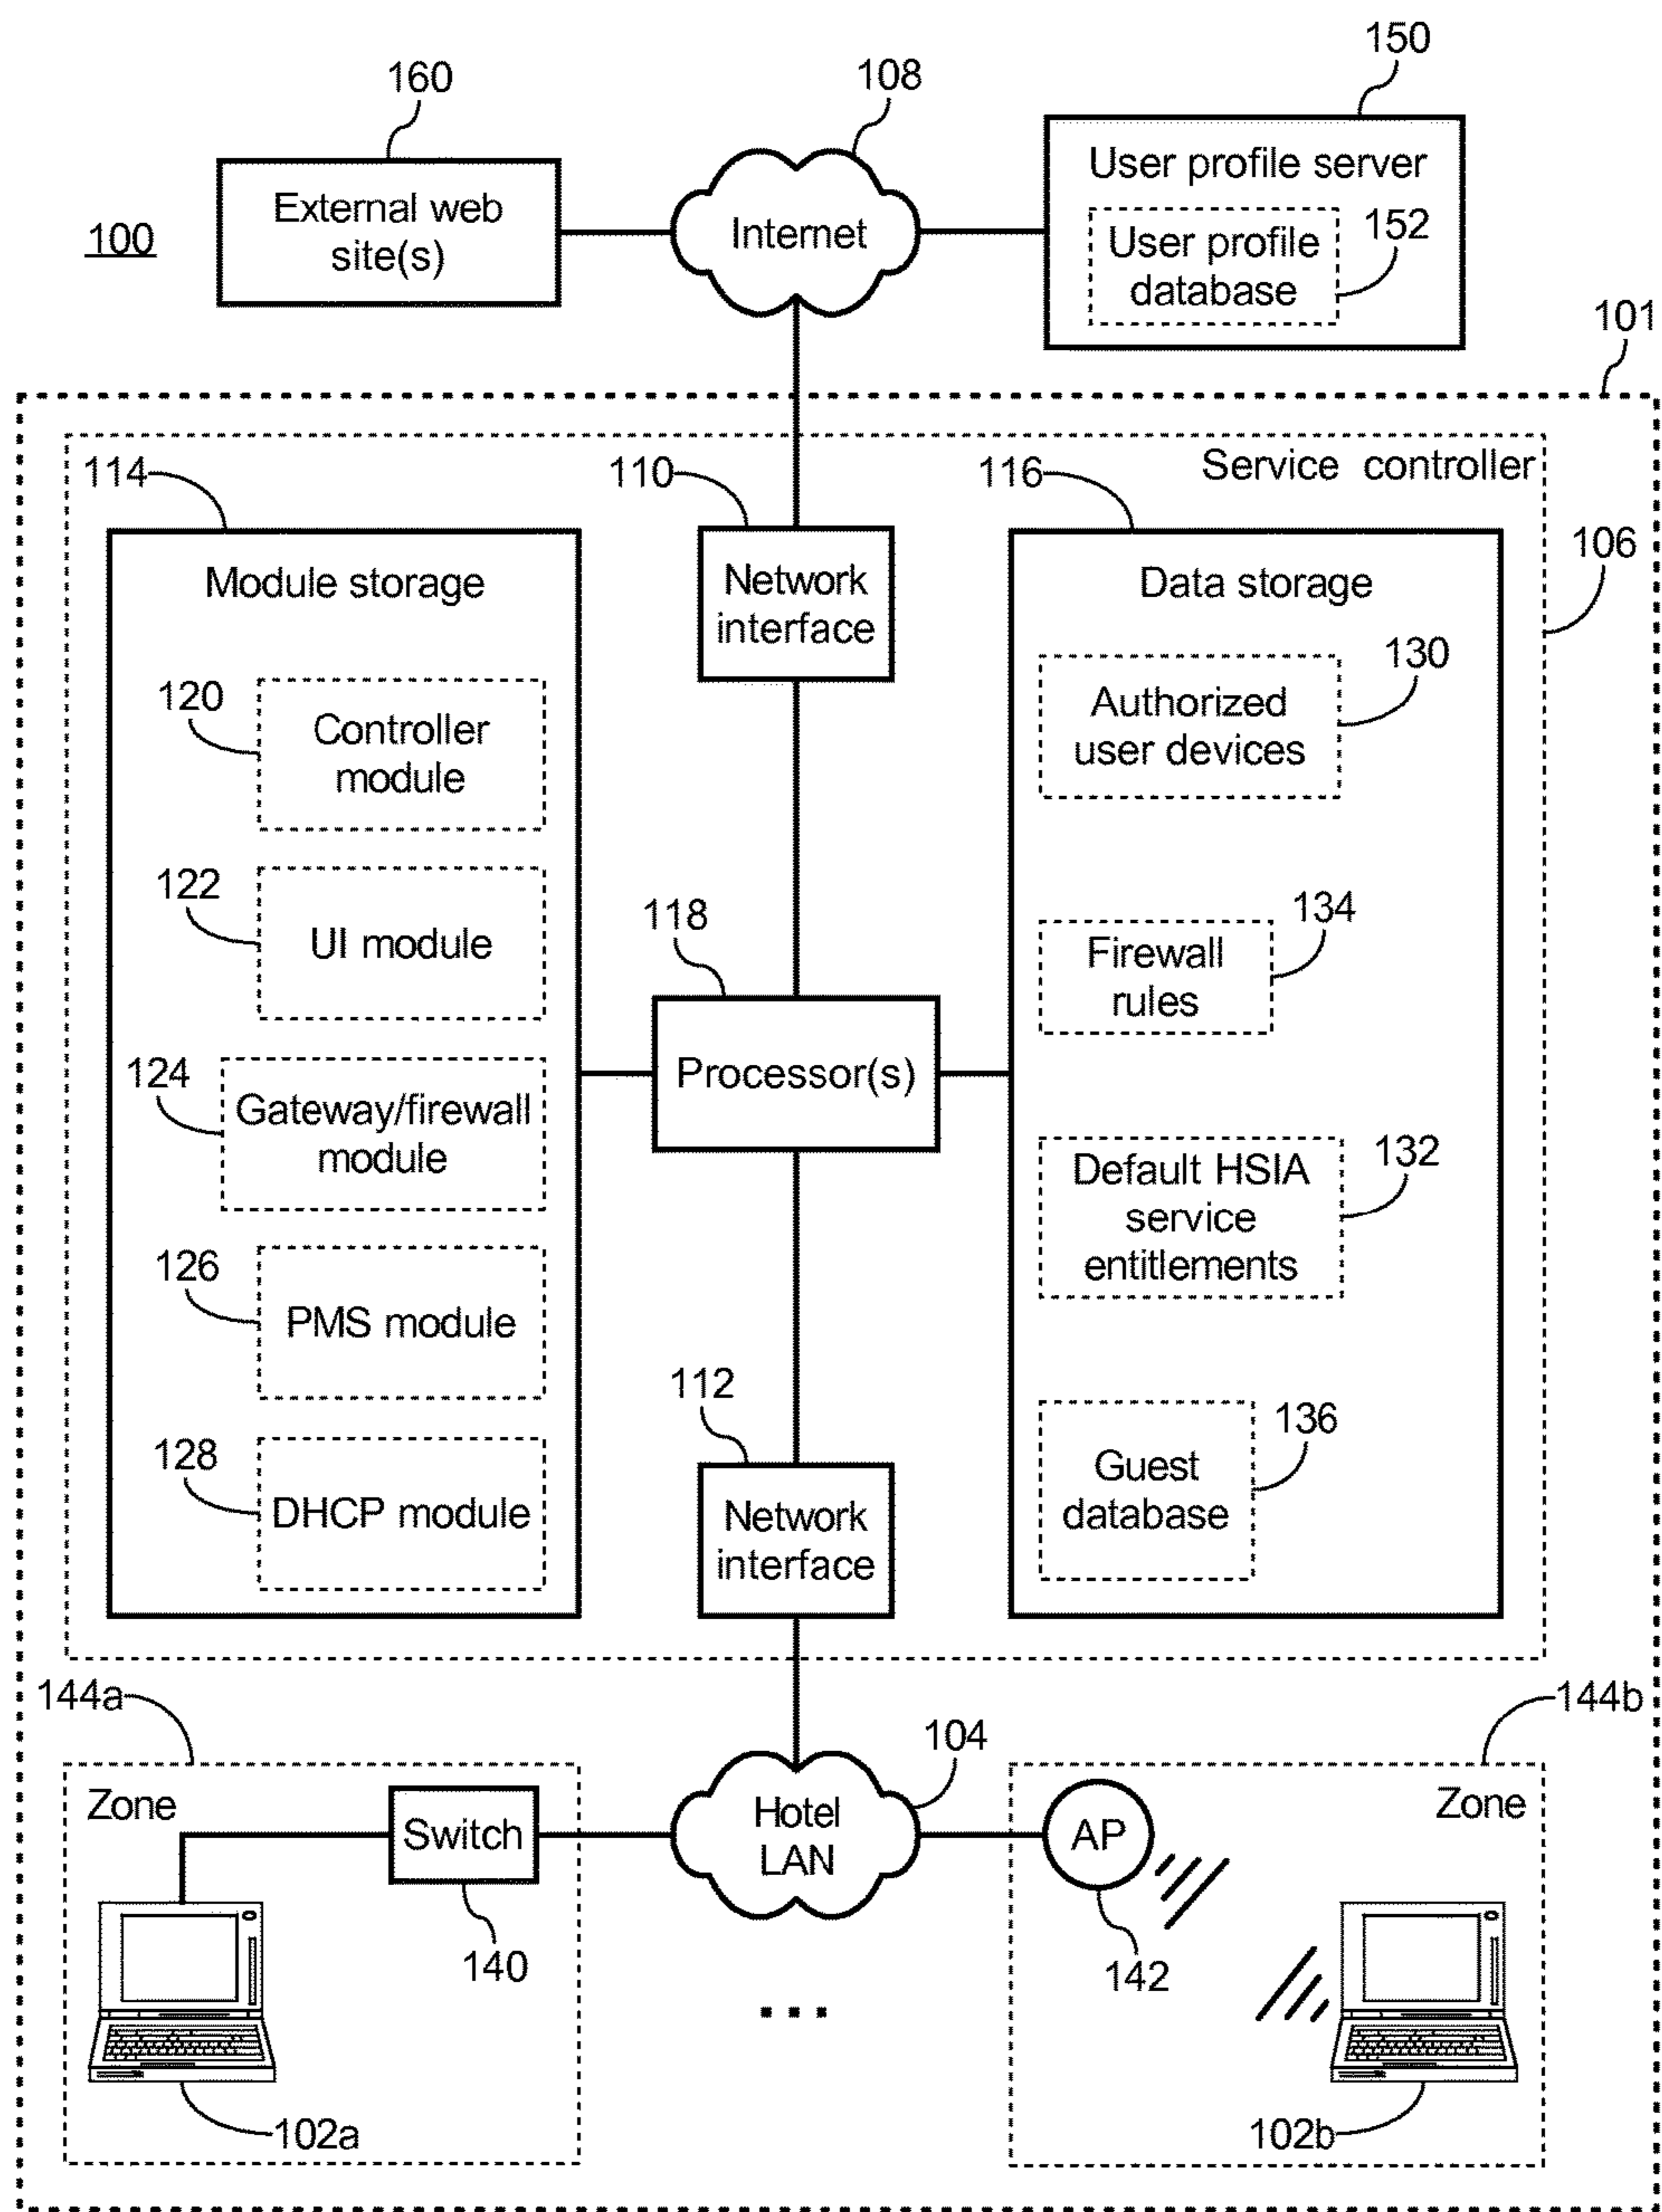 150
160
108
User profile server
External web
site(s)
100
Internet
User profile
database
152
101
114
110
116
Service controller
106
Module storage
Network
interface
Data storage
120
Controller
module
Authorized
user devices
130
122
UI module
118
Firewall
rules
134
124
Gateway/firewall
module
Processor(s)
Default HSIA
service
entitlements
132
126
PMS module
112
128
DHCP module
Network
interface
Guest
database
136
144a
104
144b
Zone
Switch
Hotel
LAN
AP
Zone
140
142
...
102a
102b